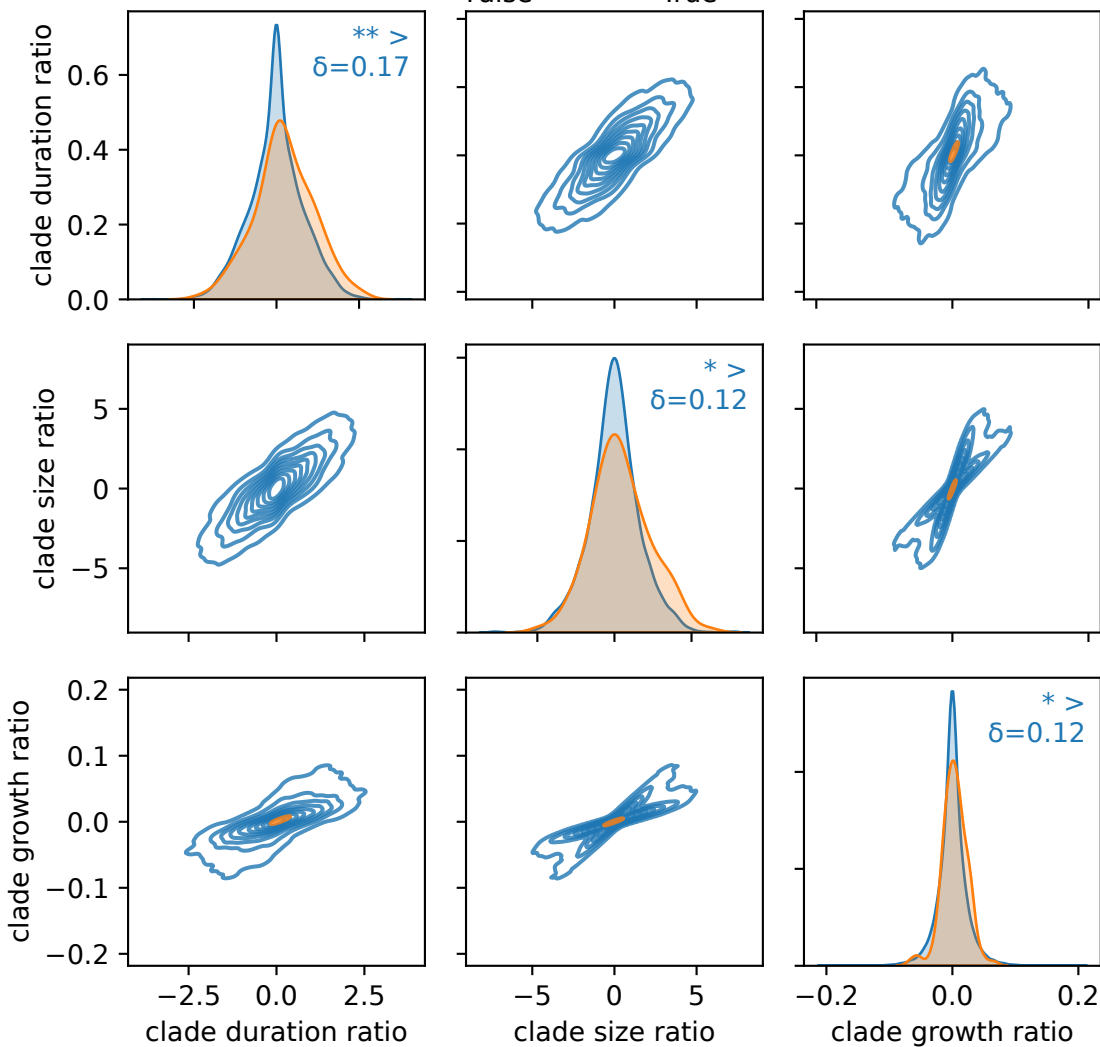 clade duration ratio
0.6
0.4
0.2
0.0
** >
δ=0.17
clade size ratio
5
0
−5
* >
δ=0.12
clade growth ratio
0.2
0.1
0.0
−0.1
−0.2
* >
δ=0.12
−2.5 0.0 2.5
clade duration ratio
−5 0 5
clade size ratio
−0.2 0.0 0.2
clade growth ratio